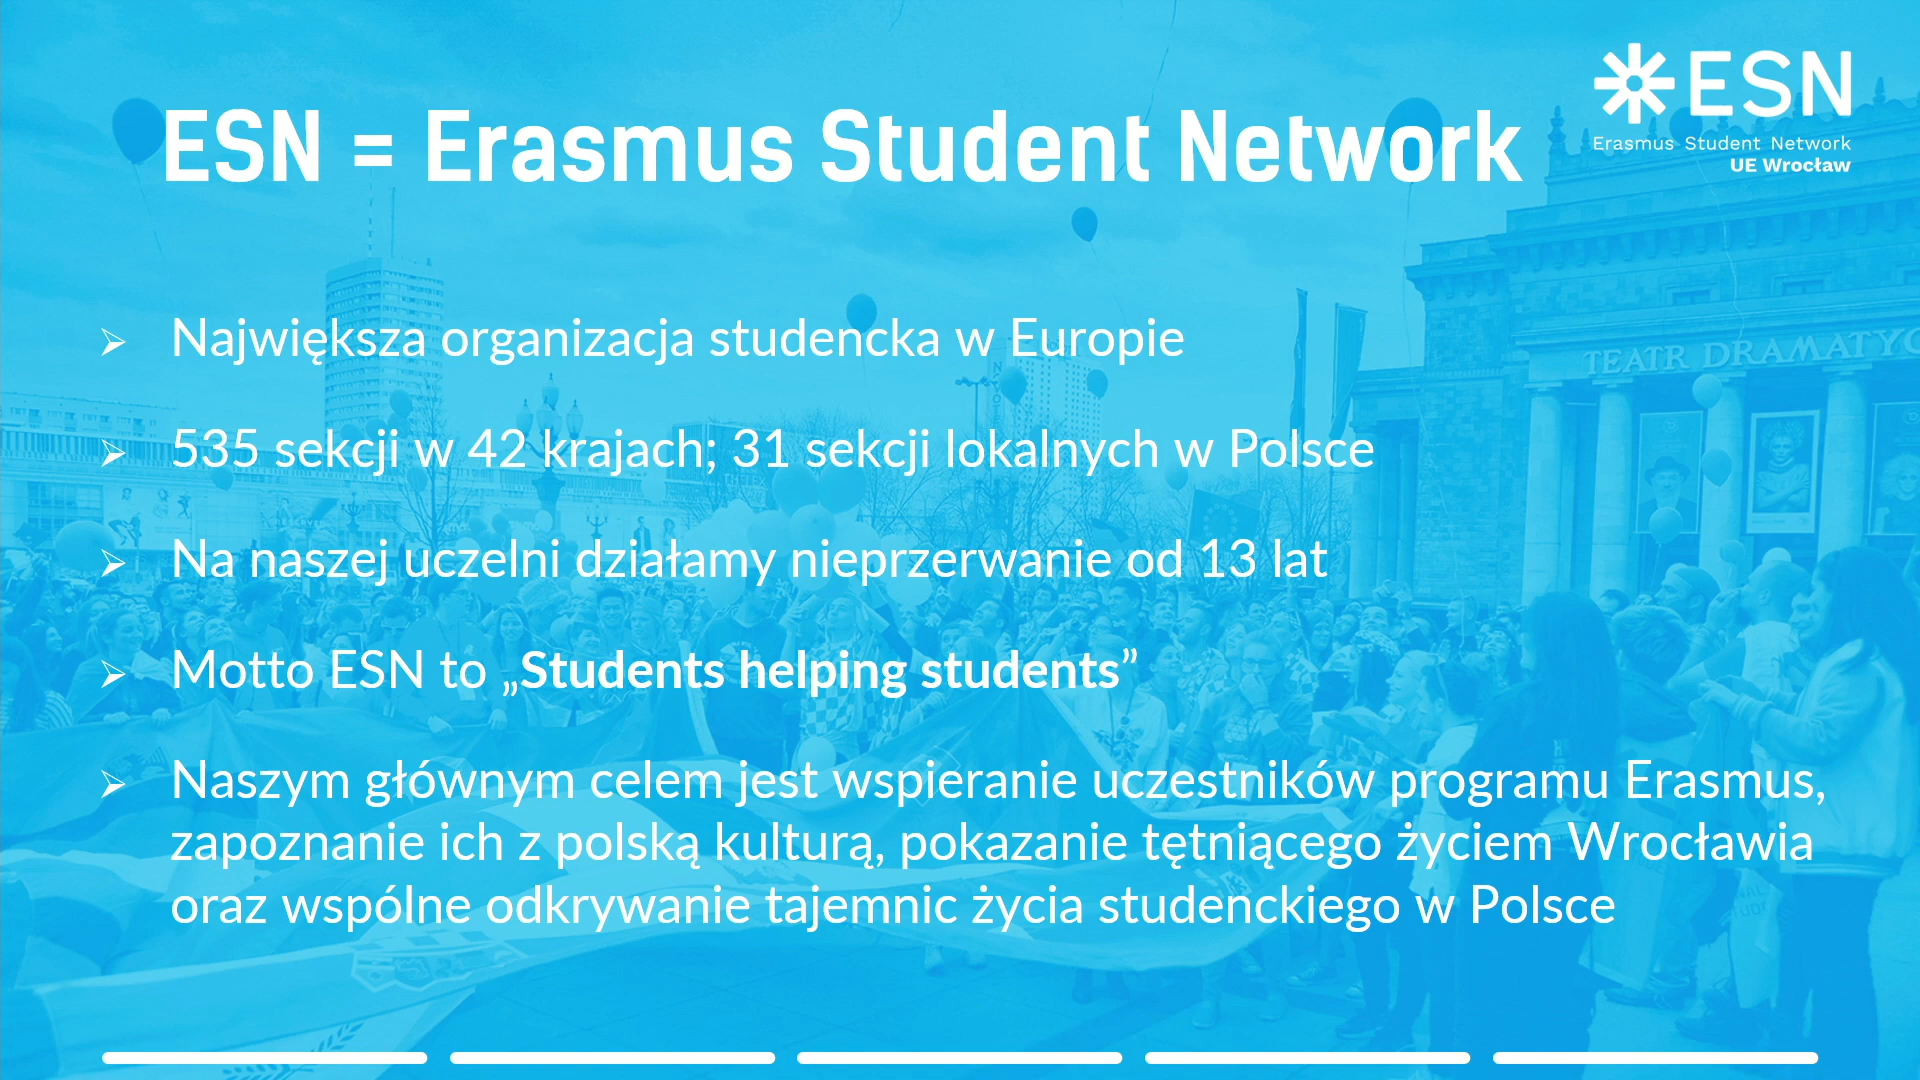 ESN
Erasmus Student Network
UE Wrocław
ESN = Erasmus Student Network
➢ Największa organizacja studencka w Europie
➢ 535 sekcji w 42 krajach; 31 sekcji lokalnych w Polsce
➢ Na naszej uczelni działamy nieprzerwanie od 13 lat
➢ Motto ESN to „Students helping students”
➢ Naszym głównym celem jest wspieranie uczestników programu Erasmus,
zapoznanie ich z polską kulturą, pokazanie tętniącego życiem Wrocławia
oraz wspólne odkrywanie tajemnic życia studenckiego w Polsce
TEATR DRAMATYC